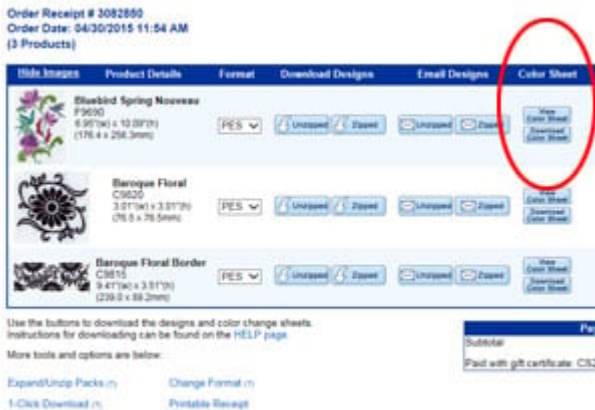 Order Receipt # 3082860
Order Date: 04/30/2015 11:54 AM
(3 Products)
Hide Images Product Details Format Download Designs Email Designs Color Sheet
Bluebird Spring Nouveau
F9690
6.95"(w) x 10.09"(h)
(176.4 x 256.3mm)
PES Unzipped Zipped Unzipped Zipped
View Color Sheet
Download Color Sheet
Baroque Floral
C9820
3.01"(w) x 3.01"(h)
(76.5 x 76.5mm)
PES Unzipped Zipped Unzipped Zipped
View Color Sheet
Download Color Sheet
Baroque Floral Border
C9815
9.41"(w) x 3.51"(h)
(239.0 x 89.2mm)
PES Unzipped Zipped Unzipped Zipped
View Color Sheet
Download Color Sheet
Use the buttons to download the designs and color change sheets.
Instructions for downloading can be found on the HELP page.
More tools and options are below:
Subtotal
Paid with gift certificate
Expand/Unzip Packs (?) Change Format (?)
1-Click Download (?) Printable Receipt